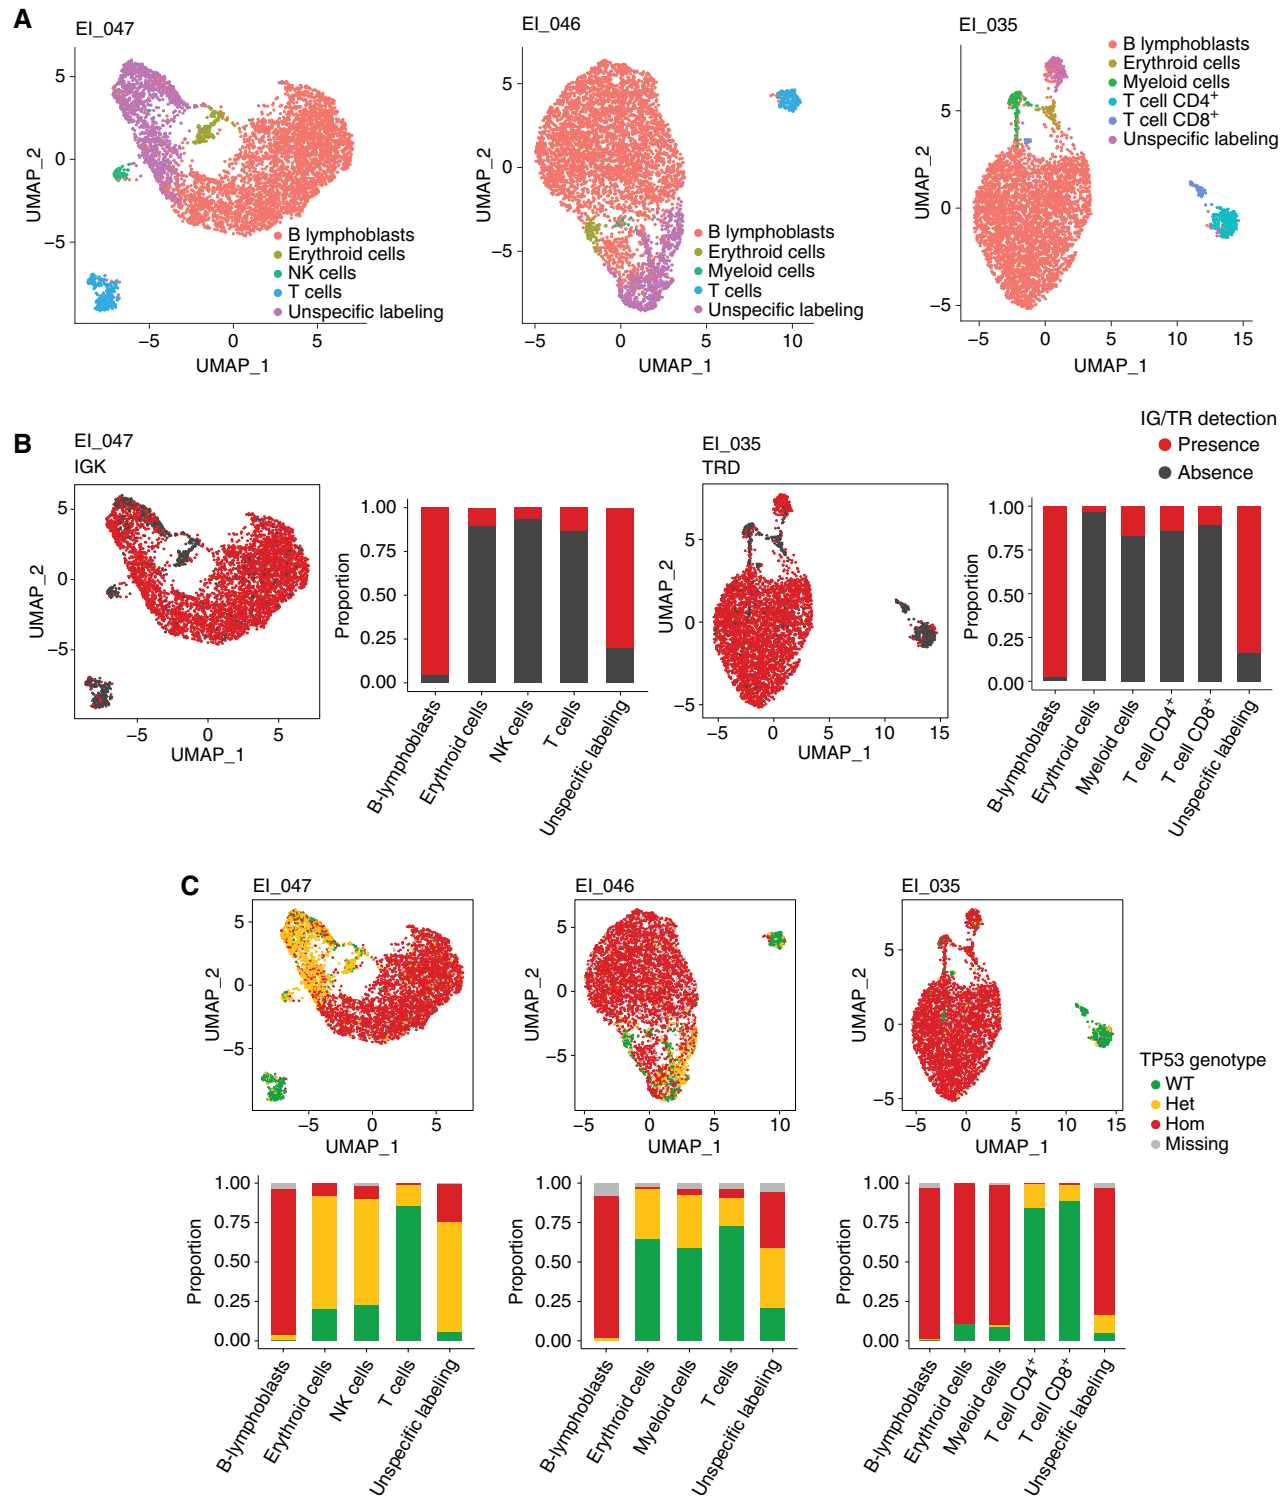 A
EI_047
5
0
−5
UMAP_2
−5
0
5
UMAP_1
B lymphoblasts
Erythroid cells
NK cells
T cells
Unspecific labeling
EI_046
5
0
−5
UMAP_2
−5
0
5
10
UMAP_1
B lymphoblasts
Erythroid cells
Myeloid cells
T cells
Unspecific labeling
EI_035
5
0
−5
UMAP_2
−5
0
5
10
15
UMAP_1
B lymphoblasts
Erythroid cells
Myeloid cells
T cell CD4⁺
T cell CD8⁺
Unspecific labeling
B
EI_047
IGK
5
0
−5
UMAP_2
−5
0
5
UMAP_1
1.00
0.75
0.50
0.25
0.00
Proportion
B-lymphoblasts
Erythroid cells
NK cells
T cells
Unspecific labeling
EI_035
TRD
5
0
−5
UMAP_2
−5
0
5
10
15
UMAP_1
IG/TR detection
Presence
Absence
1.00
0.75
0.50
0.25
0.00
Proportion
B-lymphoblasts
Erythroid cells
Myeloid cells
T cell CD4⁺
T cell CD8⁺
Unspecific labeling
C
EI_047
5
0
−5
UMAP_2
−5
0
5
UMAP_1
EI_046
5
0
−5
UMAP_2
−5
0
5
10
UMAP_1
EI_035
5
0
−5
UMAP_2
−5
0
5
10
15
UMAP_1
TP53 genotype
WT
Het
Hom
Missing
1.00
0.75
0.50
0.25
0.00
Proportion
B-lymphoblasts
Erythroid cells
NK cells
T cells
Unspecific labeling
1.00
0.75
0.50
0.25
0.00
Proportion
B-lymphoblasts
Erythroid cells
Myeloid cells
T cells
Unspecific labeling
1.00
0.75
0.50
0.25
0.00
Proportion
B-lymphoblasts
Erythroid cells
Myeloid cells
T cell CD4⁺
T cell CD8⁺
Unspecific labeling